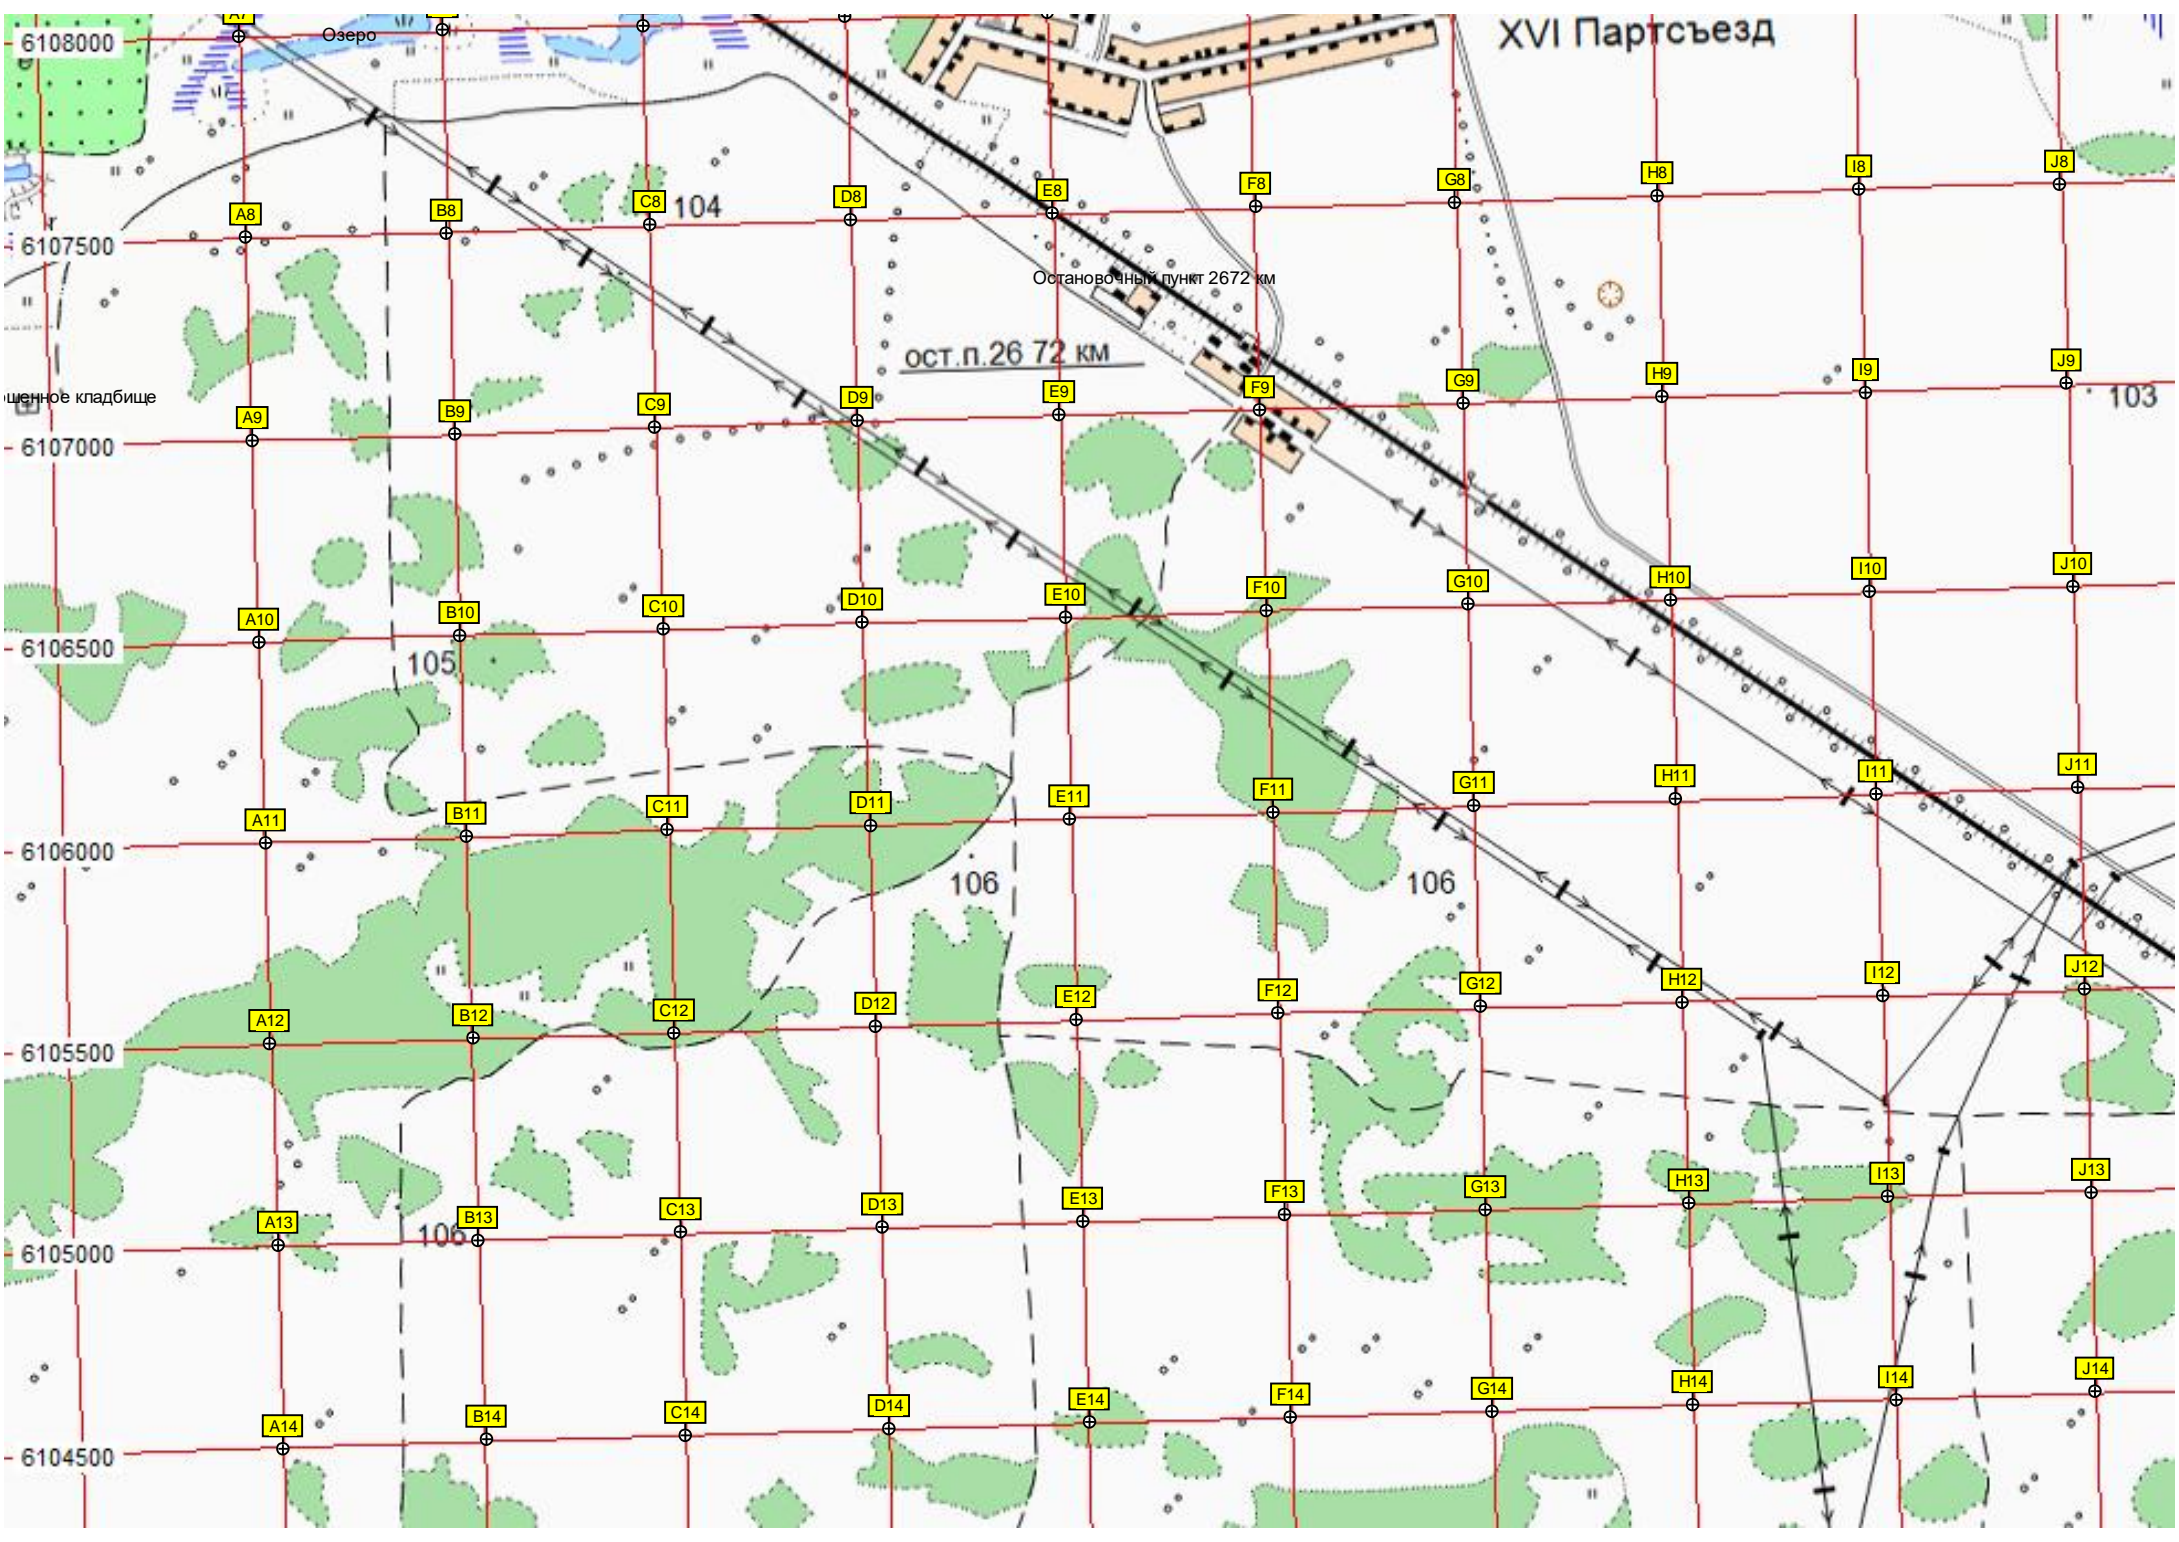 A7
Озеро
XVI Партсъезд
6108000
A8 B8 C8 104 D8 E8 F8 G8 H8 I8 J8
6107500
Остановочный пункт 2672 км
ост.п.26 72 км
шенное кладбище
A9 B9 C9 D9 E9 F9 G9 H9 I9 J9
103
6107000
A10 B10 C10 D10 E10 F10 G10 H10 I10 J10
6106500
105
A11 B11 C11 D11 E11 F11 G11 H11 I11 J11
6106000
106 106
A12 B12 C12 D12 E12 F12 G12 H12 I12 J12
6105500
A13 B13 C13 D13 E13 F13 G13 H13 I13 J13
106
6105000
A14 B14 C14 D14 E14 F14 G14 H14 I14 J14
6104500